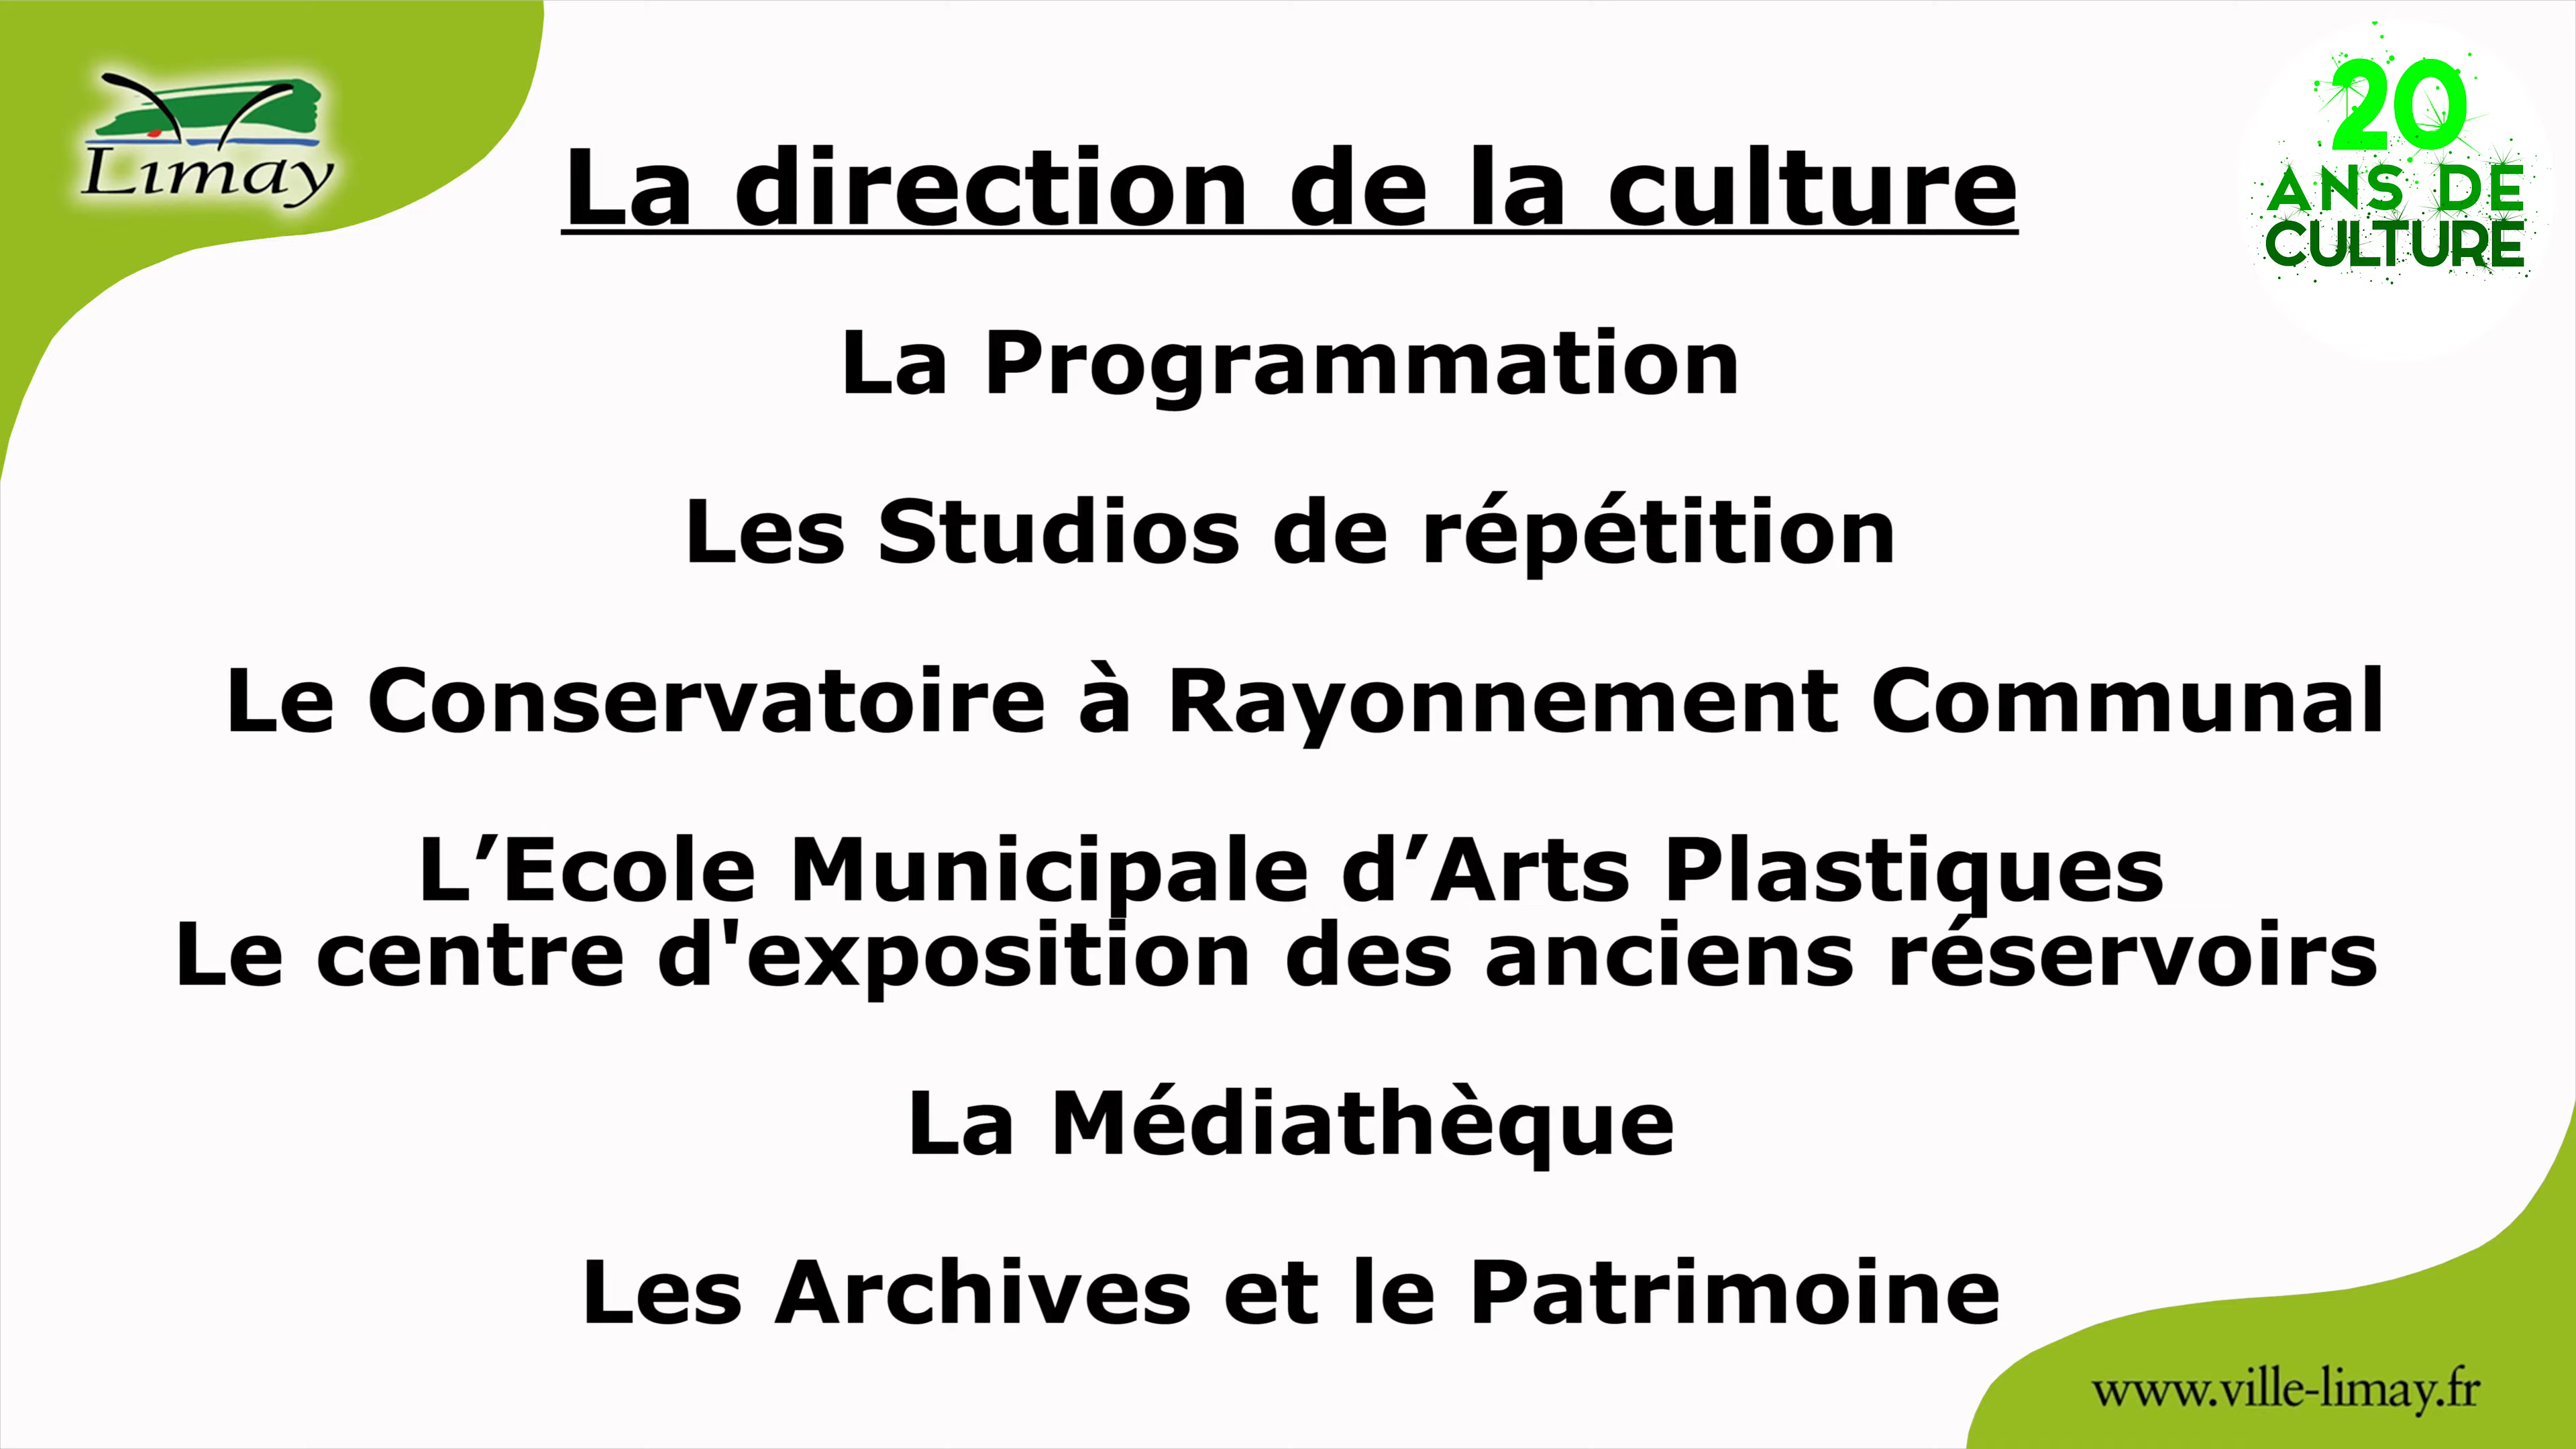 Limay
20
ANS DE
CULTURE
La direction de la culture
La Programmation
Les Studios de répétition
Le Conservatoire à Rayonnement Communal
L’Ecole Municipale d’Arts Plastiques
Le centre d'exposition des anciens réservoirs
La Médiathèque
Les Archives et le Patrimoine
www.ville-limay.fr